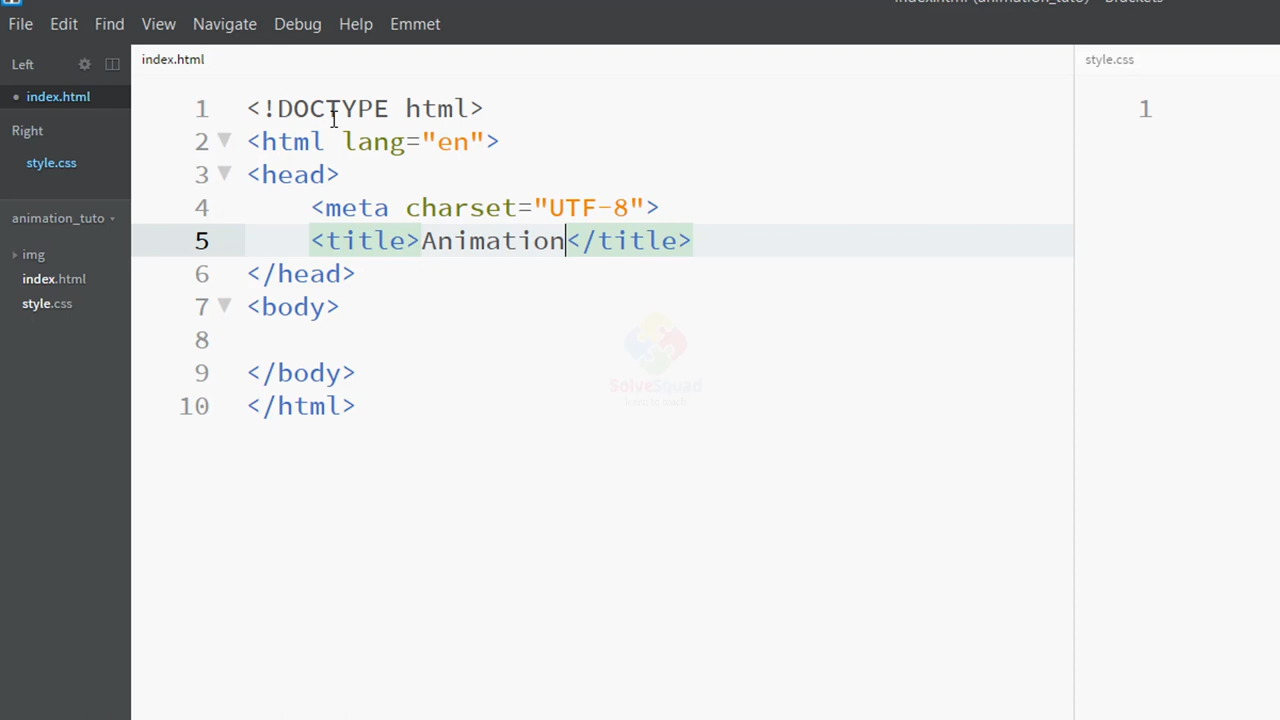 File Edit Find View Navigate Debug Help Emmet
Left
index.html
Right
style.css
animation_tuto
img
index.html
style.css
index.html
1 <!DOCTYPE html>
2 <html lang="en">
3 <head>
4 <meta charset="UTF-8">
5 <title>Animation</title>
6 </head>
7 <body>
8
9 </body>
10 </html>
SolveSquad
style.css
1